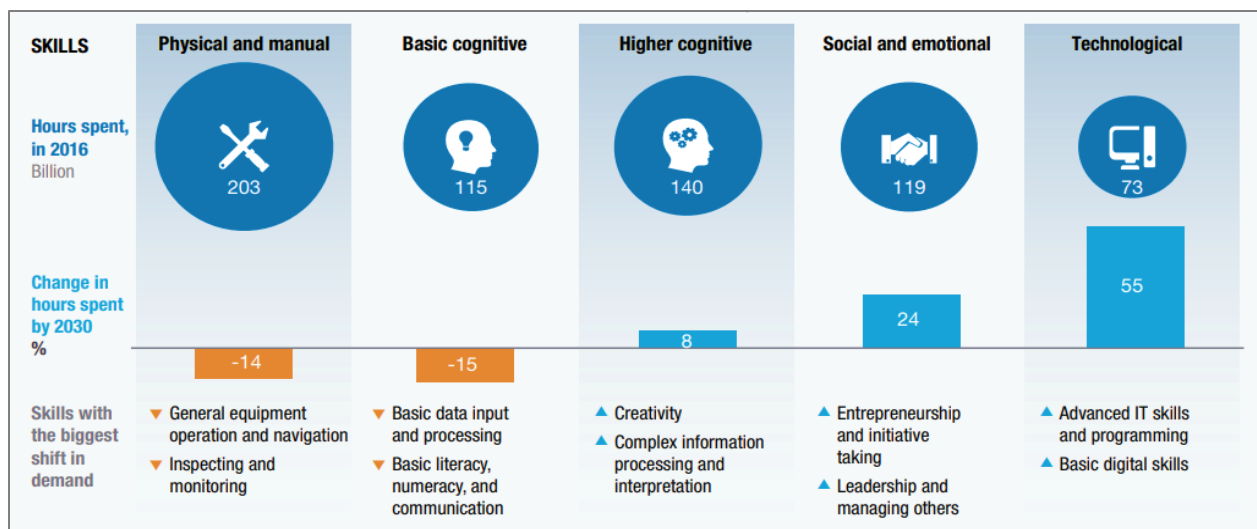 SKILLS
Physical and manual
Basic cognitive
Higher cognitive
Social and emotional
Technological
Hours spent,
in 2016
Billion
203
115
140
119
73
Change in
hours spent
by 2030
%
-14
-15
8
24
55
Skills with
the biggest
shift in
demand
General equipment
operation and navigation
Inspecting and
monitoring
Basic data input
and processing
Basic literacy,
numeracy, and
communication
Creativity
Complex information
processing and
interpretation
Entrepreneurship
and initiative
taking
Leadership and
managing others
Advanced IT skills
and programming
Basic digital skills